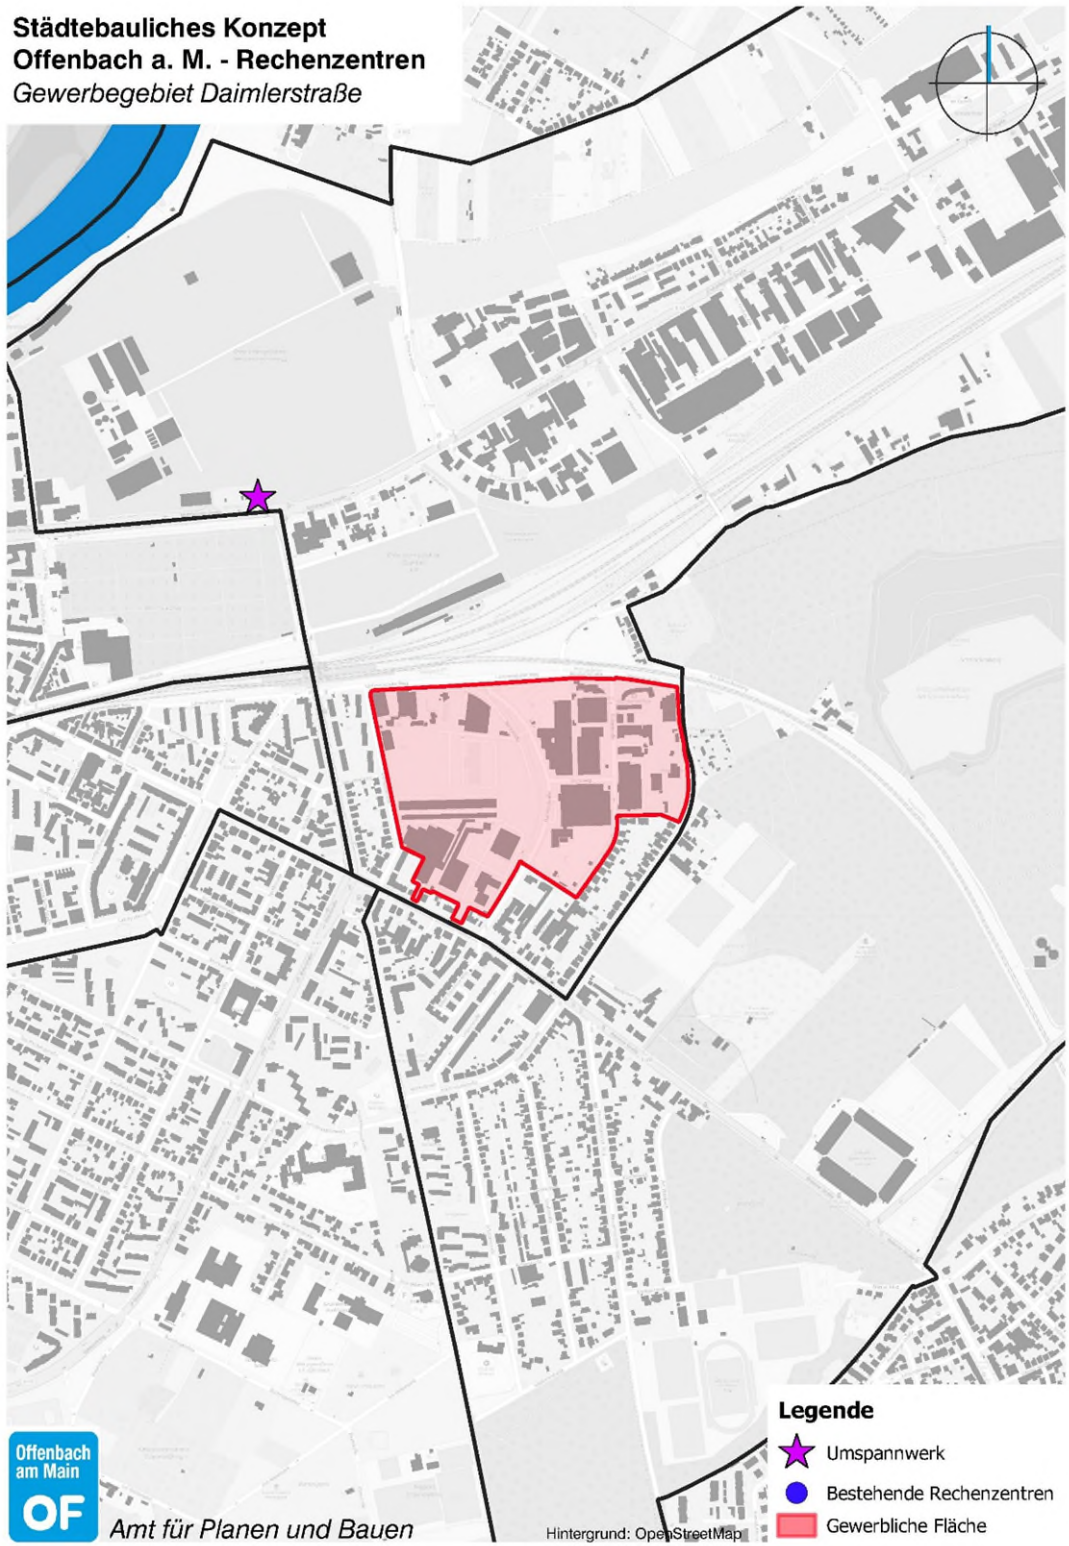 Städtebauliches Konzept
Offenbach a. M. - Rechenzentren
Gewerbegebiet Daimlerstraße
Legende
Umspannwerk
Bestehende Rechenzentren
Gewerbliche Fläche
Offenbach
am Main
OF
Amt für Planen und Bauen
Hintergrund: OpenStreetMap